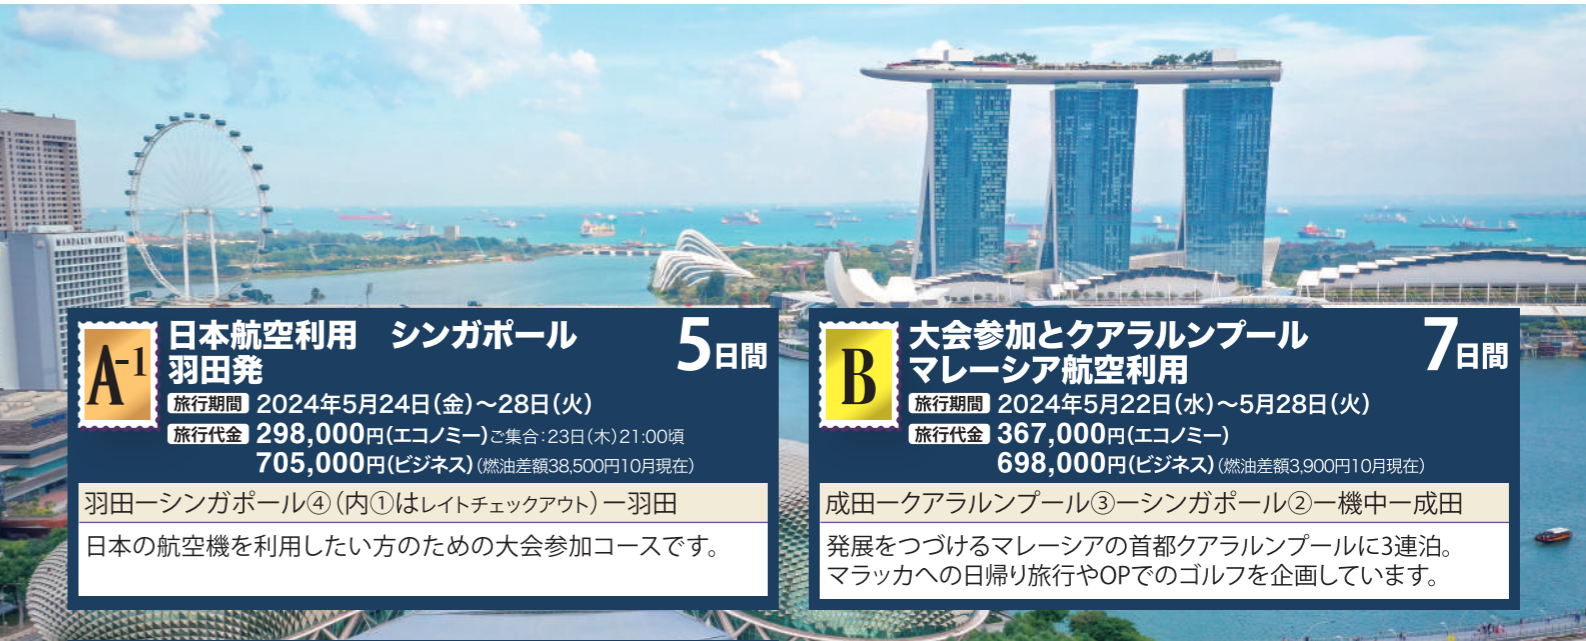 MANDARIN ORIENTAL
A-1
日本航空利用　シンガポール
羽田発
5日間
旅行期間 2024年5月24日(金)～28日(火)
旅行代金 298,000円(エコノミー)ご集合:23日(木)21:00頃
705,000円(ビジネス)(燃油差額38,500円10月現在)
羽田ーシンガポール④(内①はレイトチェックアウト)ー羽田
日本の航空機を利用したい方のための大会参加コースです。
B
大会参加とクアラルンプール
マレーシア航空利用
7日間
旅行期間 2024年5月22日(水)～5月28日(火)
旅行代金 367,000円(エコノミー)
698,000円(ビジネス)(燃油差額3,900円10月現在)
成田ークアラルンプール③ーシンガポール②ー機中ー成田
発展をつづけるマレーシアの首都クアラルンプールに3連泊。
マラッカへの日帰り旅行やOPでのゴルフを企画しています。